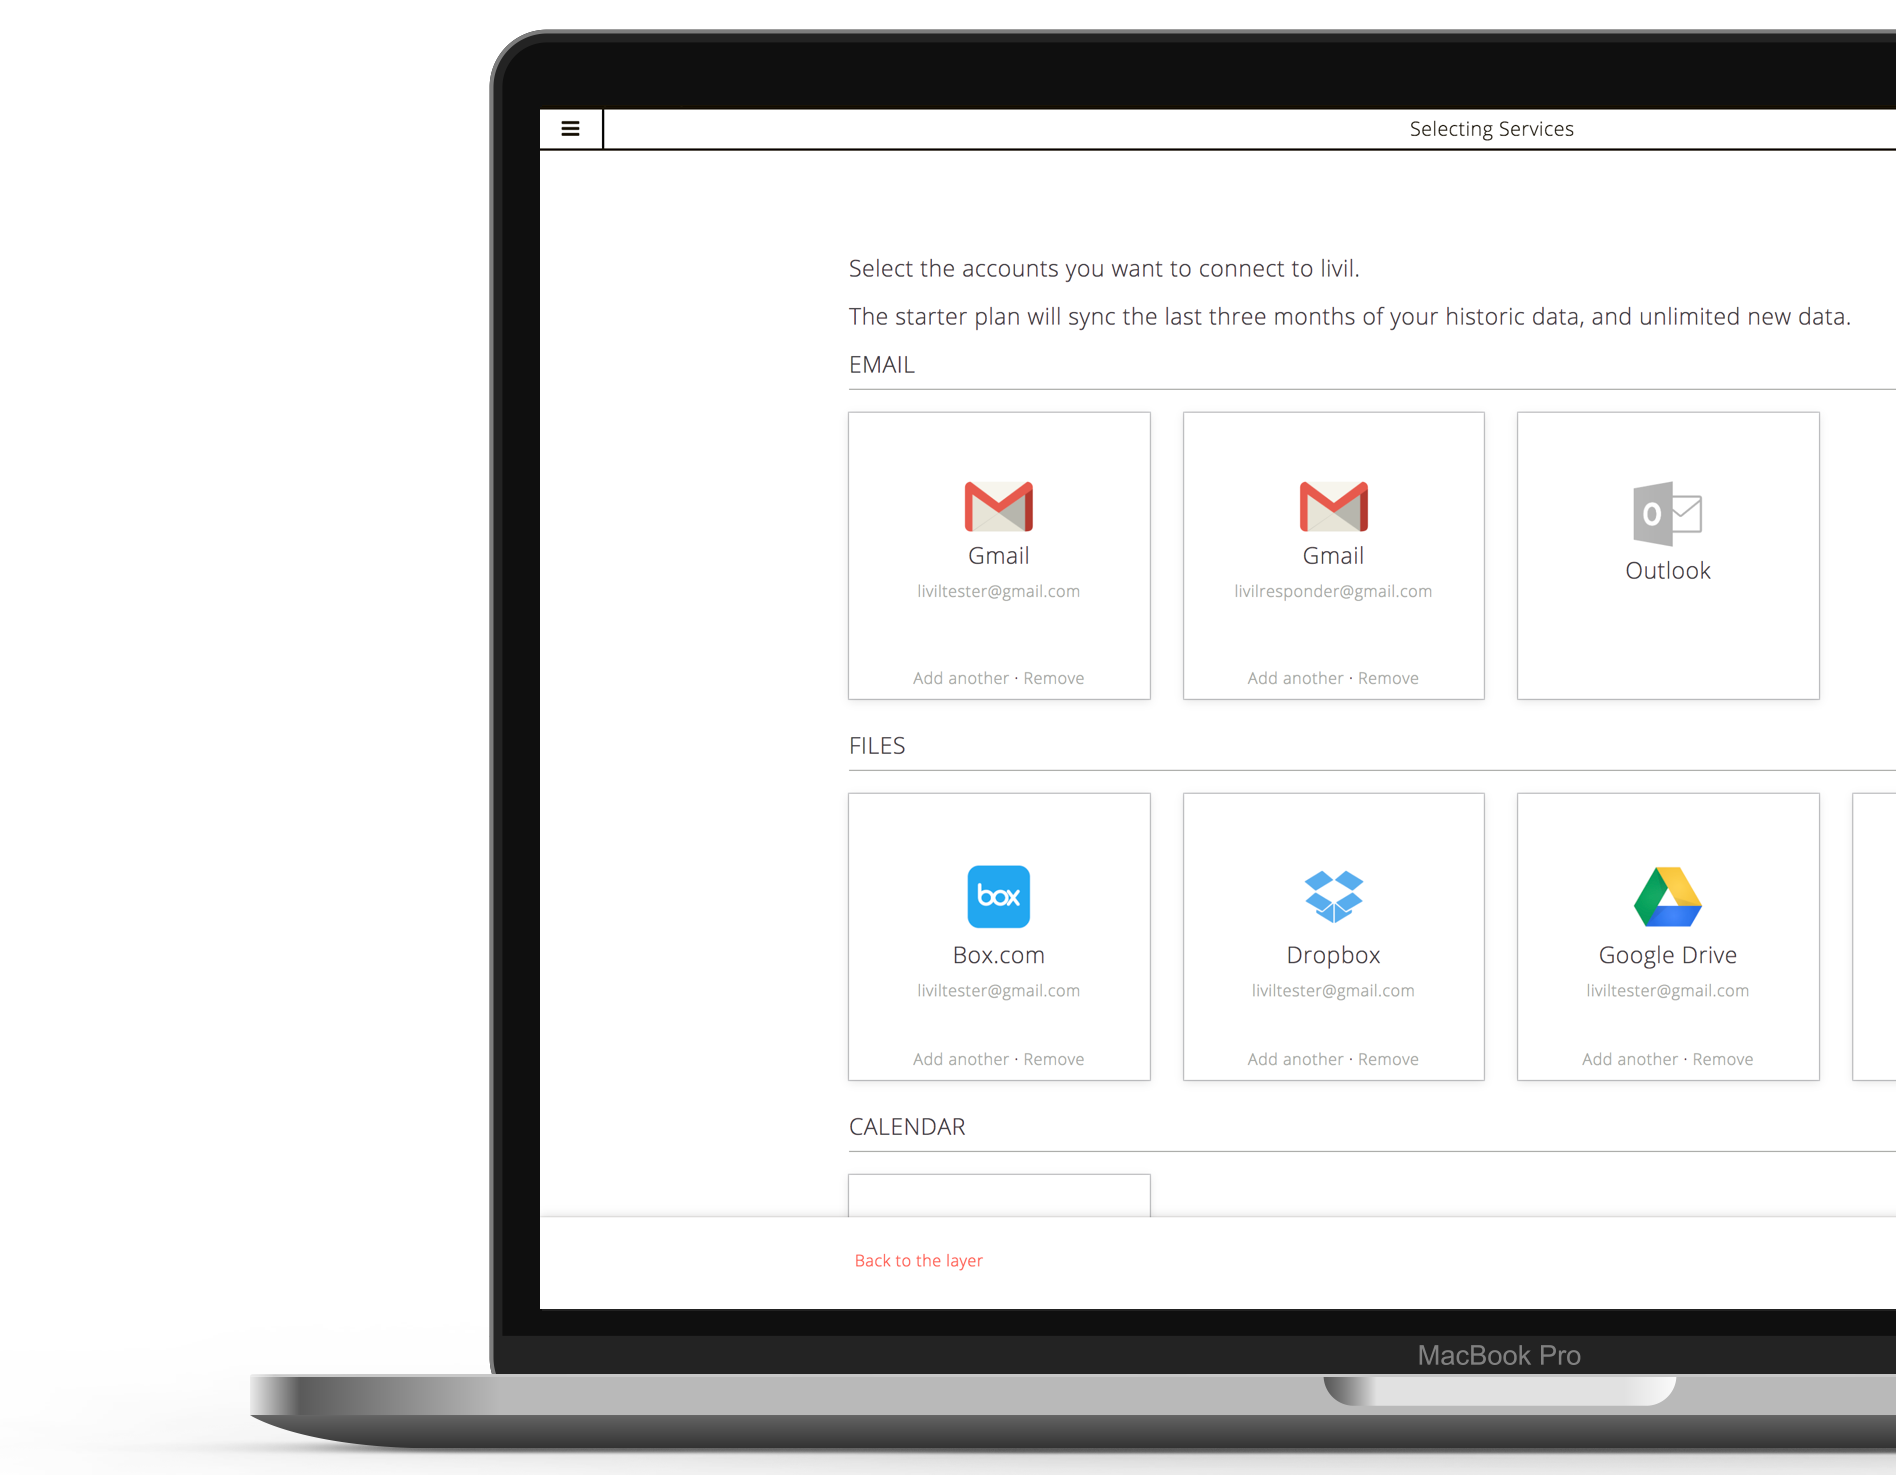 Selecting Services
Select the accounts you want to connect to livil.
The starter plan will sync the last three months of your historic data, and unlimited new data.
EMAIL
Gmail
liviltester@gmail.com
Add another · Remove
Gmail
livilresponder@gmail.com
Add another · Remove
O
Outlook
FILES
box
Box.com
liviltester@gmail.com
Add another · Remove
Dropbox
liviltester@gmail.com
Add another · Remove
Google Drive
liviltester@gmail.com
Add another · Remove
CALENDAR
Back to the layer
MacBook Pro